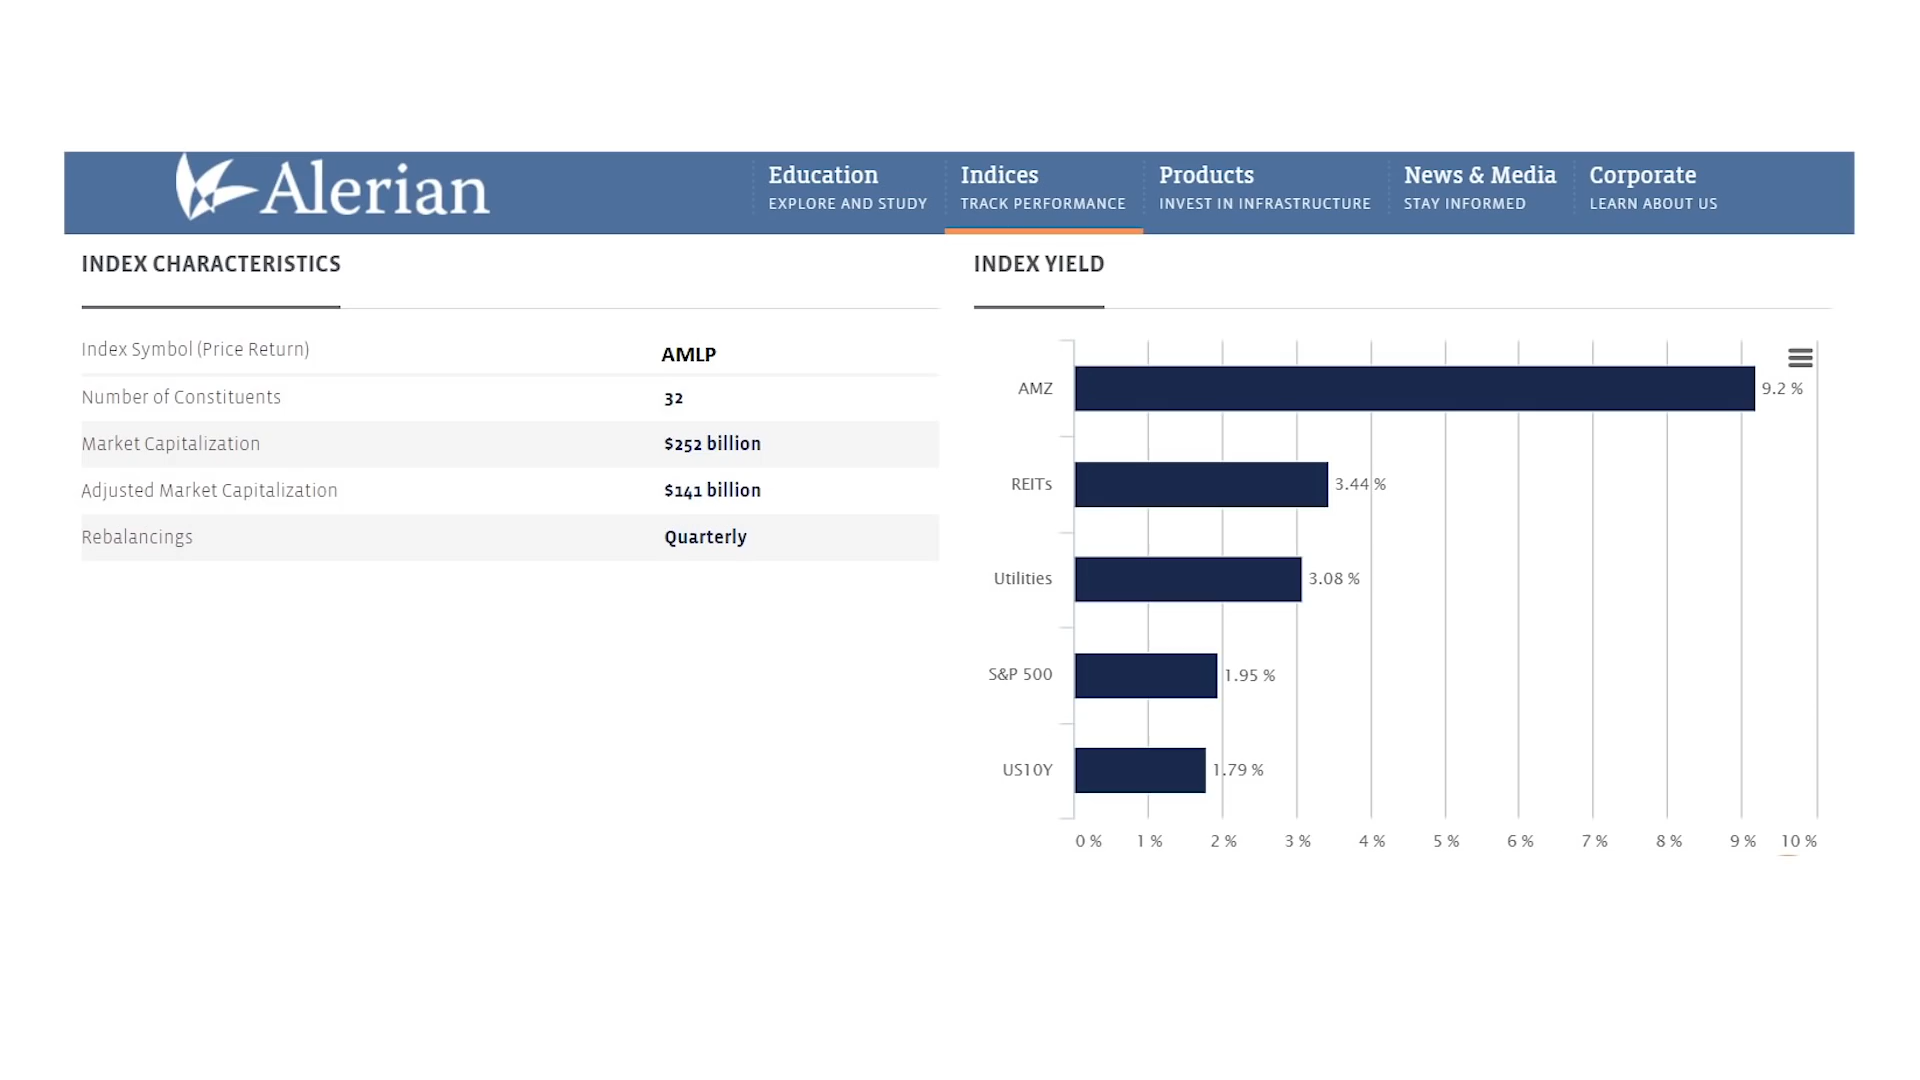 Alerian
Education
EXPLORE AND STUDY
Indices
TRACK PERFORMANCE
Products
INVEST IN INFRASTRUCTURE
News & Media
STAY INFORMED
Corporate
LEARN ABOUT US
INDEX CHARACTERISTICS
Index Symbol (Price Return) AMLP
Number of Constituents 32
Market Capitalization $252 billion
Adjusted Market Capitalization $141 billion
Rebalancings Quarterly
INDEX YIELD
AMZ 9.2 %
REITs 3.44 %
Utilities 3.08 %
S&P 500 1.95 %
US10Y 1.79 %
0 % 1 % 2 % 3 % 4 % 5 % 6 % 7 % 8 % 9 % 10 %